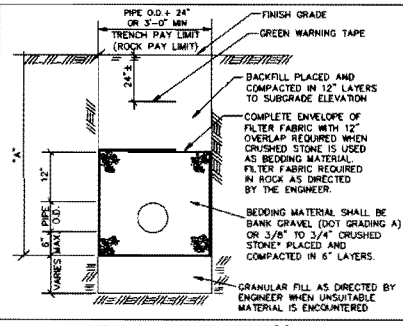 PIPE O.D.+ 24"
OR 3'-0" MIN
TRENCH PAY LIMIT
(ROCK PAY LIMIT)
FINISH GRADE
GREEN WARNING TAPE
24"±
BACKFILL PLACED AND
COMPACTED IN 12" LAYERS
TO SUBGRADE ELEVATION
COMPLETE ENVELOPE OF
FILTER FABRIC WITH 12"
OVERLAP REQUIRED WHEN
CRUSHED STONE IS USED
AS BEDDING MATERIAL.
FILTER FABRIC REQUIRED
IN ROCK AS DIRECTED
BY THE ENGINEER.
"A"
12"
PIPE
O.D.
6"
MAX
VARIES
BEDDING MATERIAL SHALL BE
BANK GRAVEL (DOT GRADING A)
OR 3/8" TO 3/4" CRUSHED
STONE* PLACED AND
COMPACTED IN 6" LAYERS.
GRANULAR FILL AS DIRECTED BY
ENGINEER WHEN UNSUITABLE
MATERIAL IS ENCOUNTERED